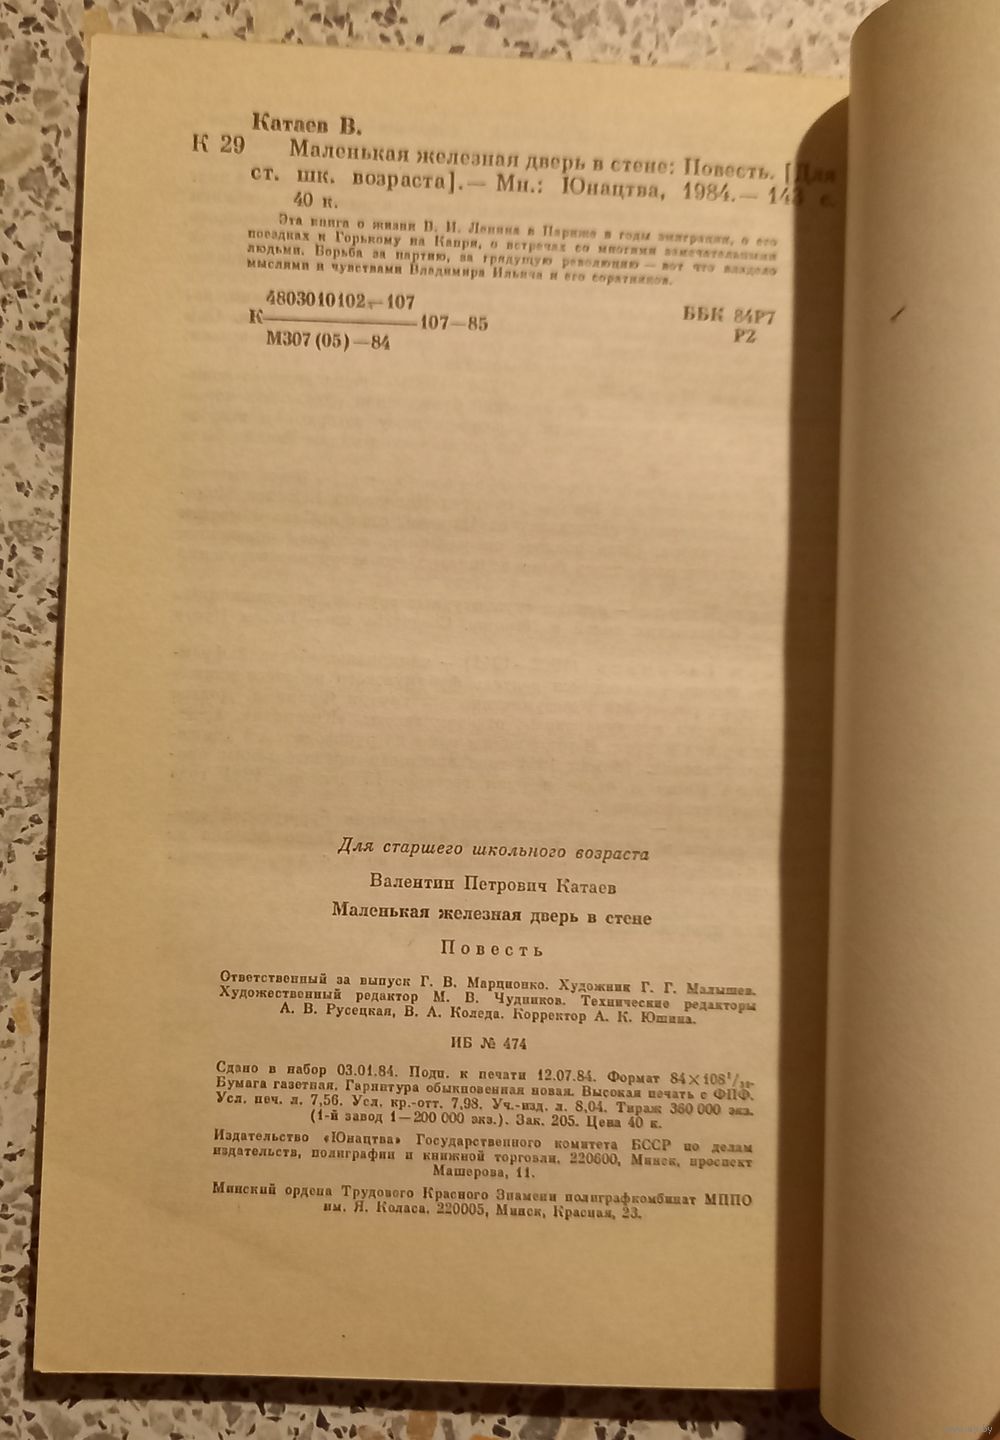 Катаев В.
К 29 Маленькая железная дверь в стене: Повесть. [Для
ст. шк. возраста].— Мн.: Юнацтва, 1984.— 143 с.
40 к.
Эта книга о жизни В. И. Ленина в Париже в годы эмиграции, о его
поездках к Горькому на Капри, о встречах со многими замечательными
людьми. Борьба за партию, за грядущую революцию — вот что владело
мыслями и чувствами Владимира Ильича и его соратников.
4803010102—107
К 107—85
М307(05)—84
ББК 84Р7
Р2
Для старшего школьного возраста
Валентин Петрович Катаев
Маленькая железная дверь в стене
Повесть
Ответственный за выпуск Г. В. Марционко. Художник Г. Г. Малышев.
Художественный редактор М. В. Чудников. Технические редакторы
А. В. Русецкая, В. А. Коледа. Корректор А. К. Юшина.
ИБ № 474
Сдано в набор 03.01.84. Подп. к печати 12.07.84. Формат 84×108¹/₃₂.
Бумага газетная. Гарнитура обыкновенная новая. Высокая печать с ФПФ.
Усл. печ. л. 7,56. Усл. кр.-отт. 7,98. Уч.-изд. л. 8,04. Тираж 360 000 экз.
(1-й завод 1—200 000 экз.). Зак. 205. Цена 40 к.
Издательство «Юнацтва» Государственного комитета БССР по делам
издательств, полиграфии и книжной торговли. 220600, Минск, проспект
Машерова, 11.
Минский ордена Трудового Красного Знамени полиграфкомбинат МППО
им. Я. Коласа. 220005, Минск, Красная, 23.